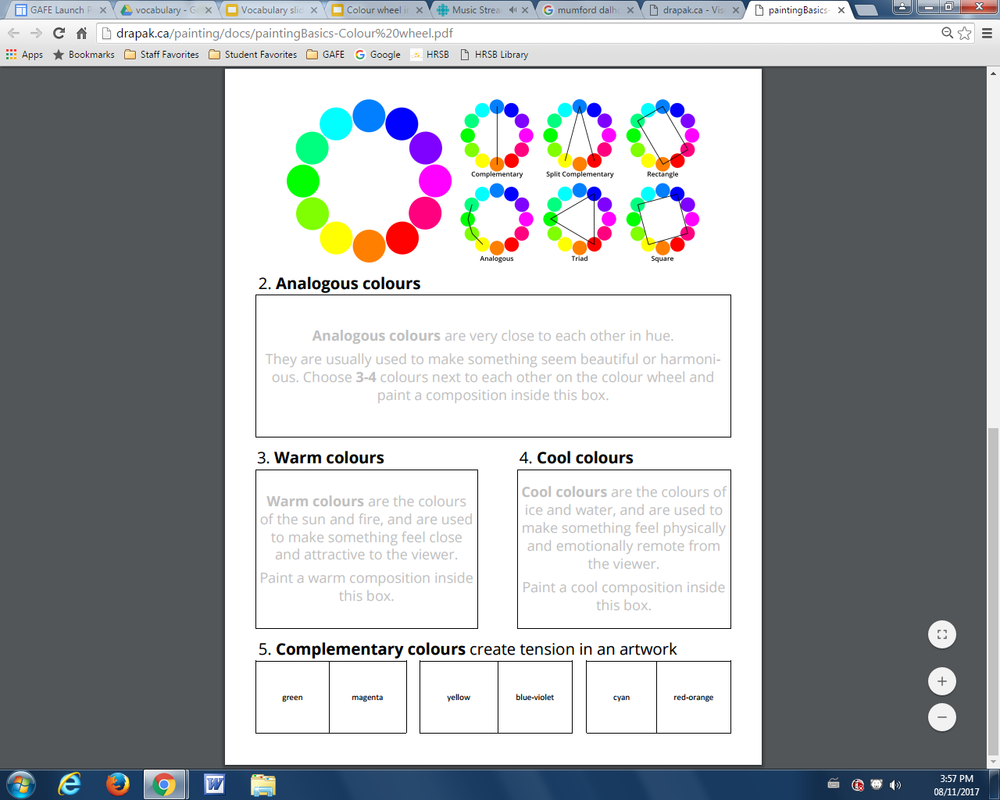 GAFE Launch P
vocabulary - G
Vocabulary slid
Colour wheel i
Music Strea
mumford dalho
drapak.ca - Vis
paintingBasics-
drapak.ca/painting/docs/paintingBasics-Colour%20wheel.pdf
Apps Bookmarks Staff Favorites Student Favorites GAFE Google HRSB HRSB Library
Complementary Split Complementary Rectangle
Analogous Triad Square
2. Analogous colours
Analogous colours are very close to each other in hue.
They are usually used to make something seem beautiful or harmoni-
ous. Choose 3-4 colours next to each other on the colour wheel and
paint a composition inside this box.
3. Warm colours
Warm colours are the colours
of the sun and fire, and are used
to make something feel close
and attractive to the viewer.
Paint a warm composition inside
this box.
4. Cool colours
Cool colours are the colours of
ice and water, and are used to
make something feel physically
and emotionally remote from
the viewer.
Paint a cool composition inside
this box.
5. Complementary colours create tension in an artwork
green magenta yellow blue-violet cyan red-orange
3:57 PM
08/11/2017